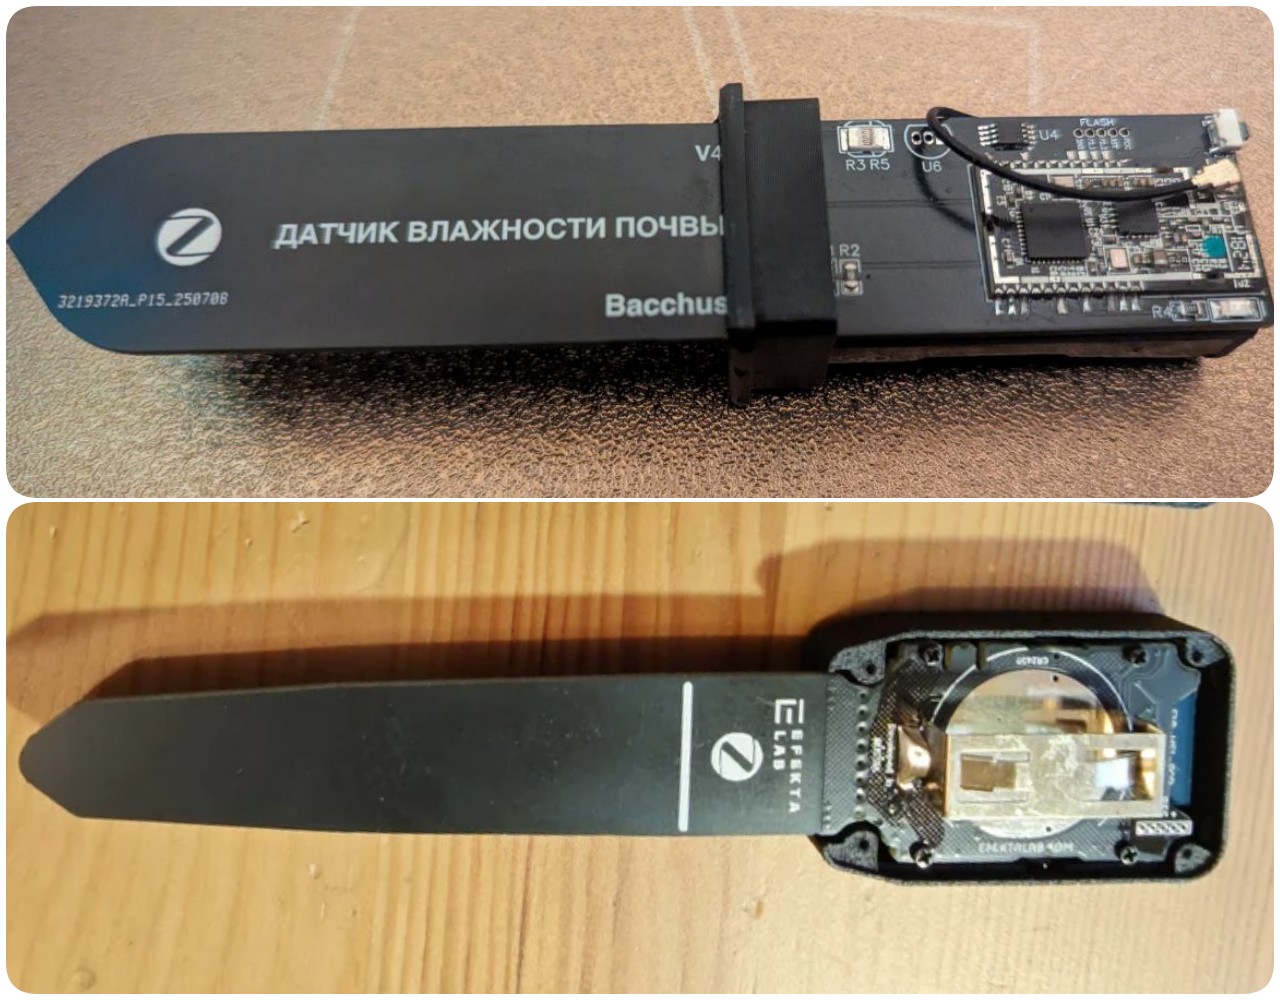 V4
ДАТЧИК ВЛАЖНОСТИ ПОЧВЫ
3219372A_P15_250708
Bacchus
R3 R5
U6
U4
FLASH
R2
R4
EFEKTA
LAB
CR2450
EFEKTALAB.COM